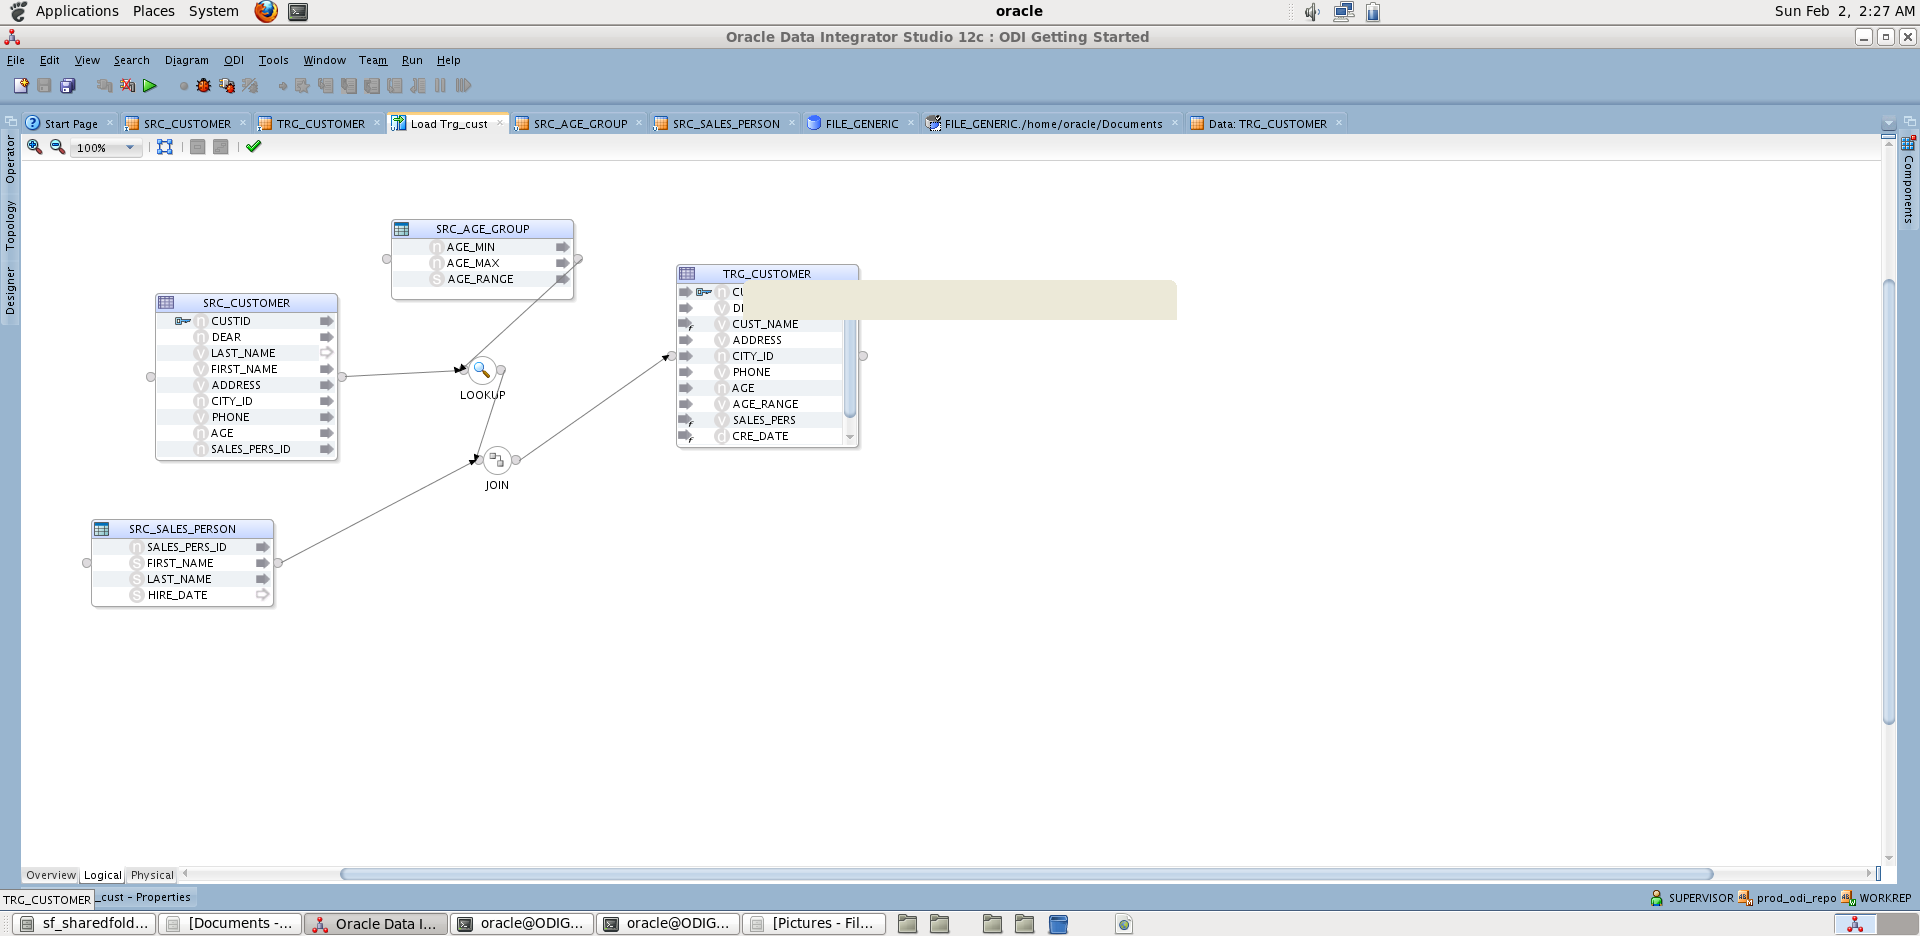 Applications Places System oracle Sun Feb 2, 2:27 AM
Oracle Data Integrator Studio 12c : ODI Getting Started
File Edit View Search Diagram ODI Tools Window Team Run Help
Start Page SRC_CUSTOMER TRG_CUSTOMER Load Trg_cust SRC_AGE_GROUP SRC_SALES_PERSON FILE_GENERIC FILE_GENERIC./home/oracle/Documents Data: TRG_CUSTOMER
100%
Operator
Topology
Designer
Components
SRC_AGE_GROUP
AGE_MIN
AGE_MAX
AGE_RANGE
SRC_CUSTOMER
CUSTID
DEAR
LAST_NAME
FIRST_NAME
ADDRESS
CITY_ID
PHONE
AGE
SALES_PERS_ID
LOOKUP
JOIN
TRG_CUSTOMER
CUST_NAME
ADDRESS
CITY_ID
PHONE
AGE
AGE_RANGE
SALES_PERS
CRE_DATE
SRC_SALES_PERSON
SALES_PERS_ID
FIRST_NAME
LAST_NAME
HIRE_DATE
Overview Logical Physical
TRG_CUSTOMER _cust - Properties SUPERVISOR prod_odi_repo WORKREP
sf_sharedfold... [Documents -... Oracle Data I... oracle@ODIG... oracle@ODIG... [Pictures - Fil...